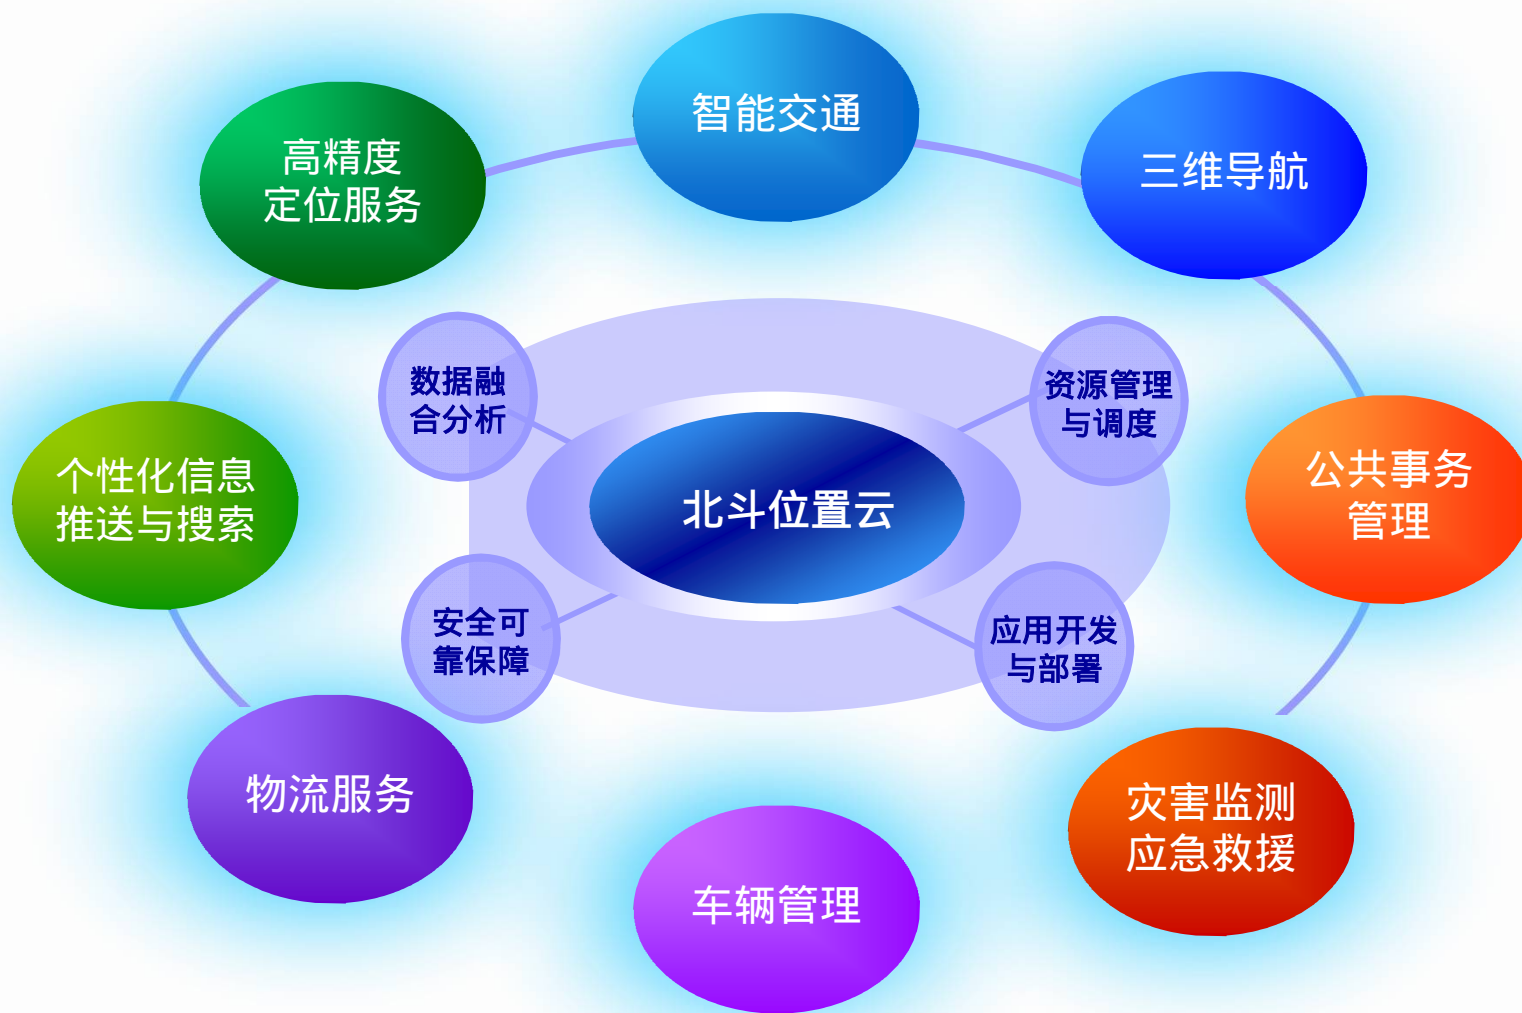 智能交通
高精度
定位服务
三维导航
数据融
合分析
资源管理
与调度
个性化信息
推送与搜索
北斗位置云
公共事务
管理
安全可
靠保障
应用开发
与部署
物流服务
灾害监测
应急救援
车辆管理